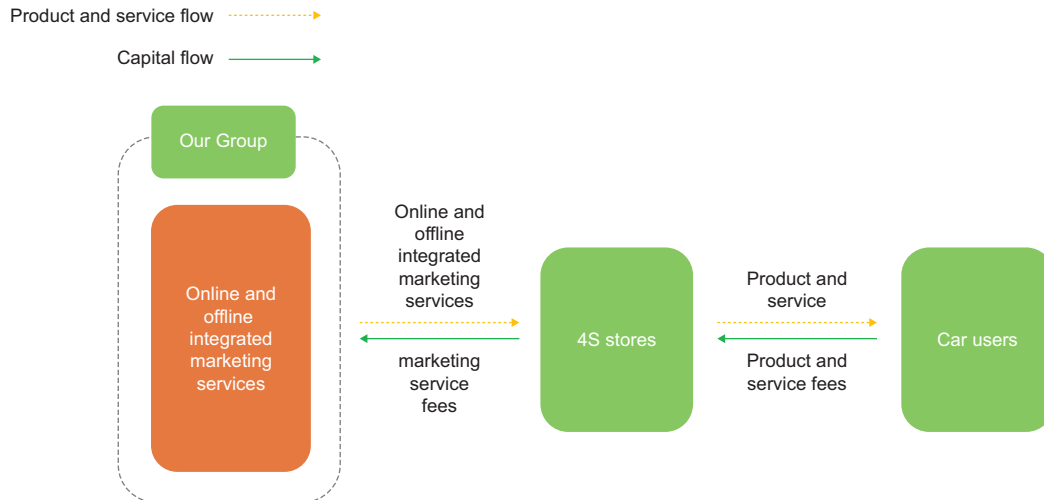 Product and service flow
Capital flow
Our Group
Online and
offline
integrated
marketing
services
Online and
offline
integrated
marketing
services
marketing
service
fees
4S stores
Product and
service
Product and
service fees
Car users